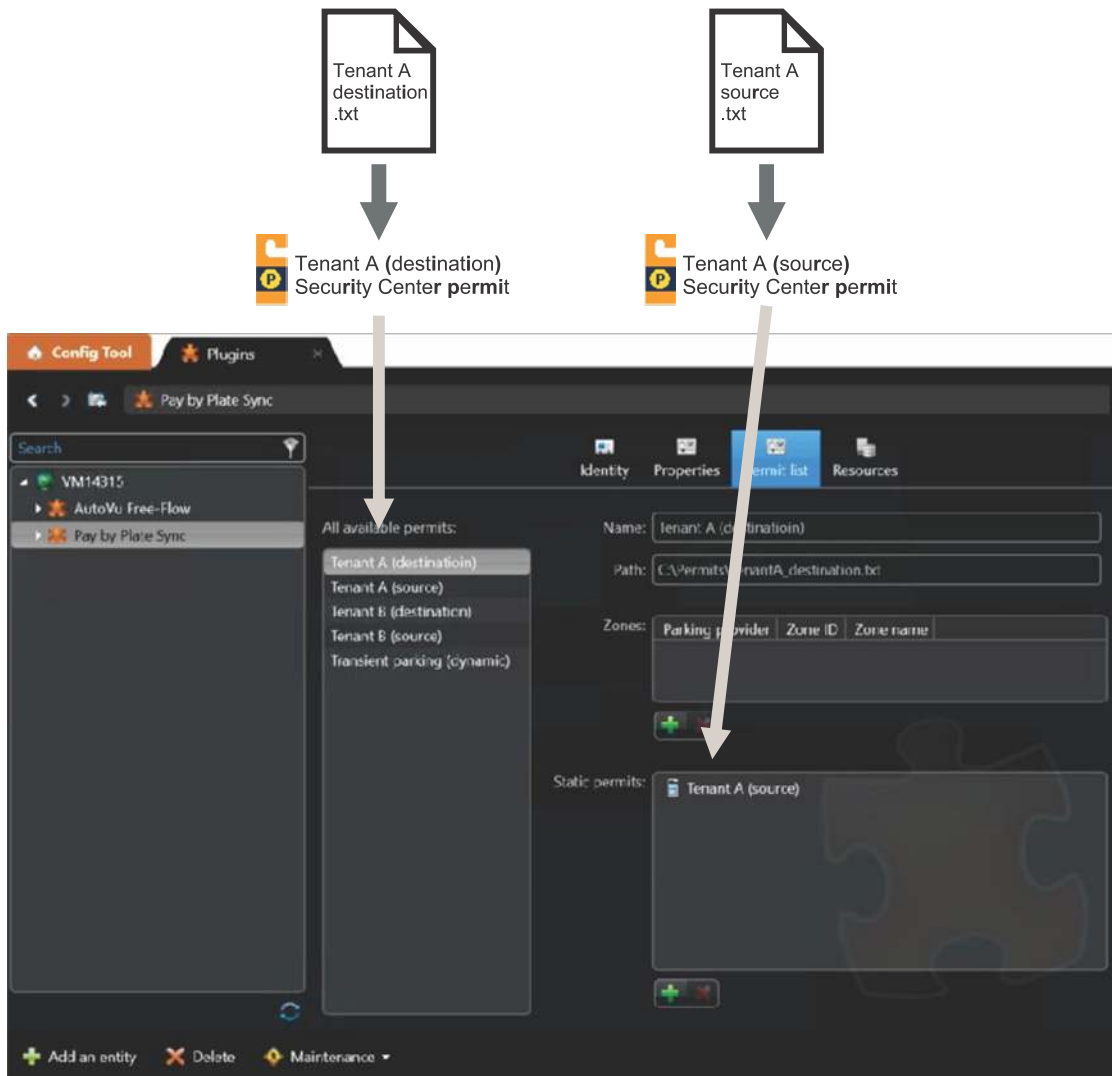 Tenant A
destination
.txt
Tenant A
source
.txt
P
Tenant A (destination)
Security Center permit
P
Tenant A (source)
Security Center permit
Config Tool
Plugins
Pay by Plate Sync
Search
VM14315
AutoVu Free-Flow
Pay by Plate Sync
Identity
Properties
Permit list
Resources
All available permits:
Tenant A (destinatioin)
Tenant A (source)
Tenant B (destination)
Tenant B (source)
Transient parking (dynamic)
Name: Tenant A (destinatioin)
Path: C:\Permits\TenantA_destination.txt
Zones: Parking provider Zone ID Zone name
Static permits: Tenant A (source)
Add an entity
Delete
Maintenance